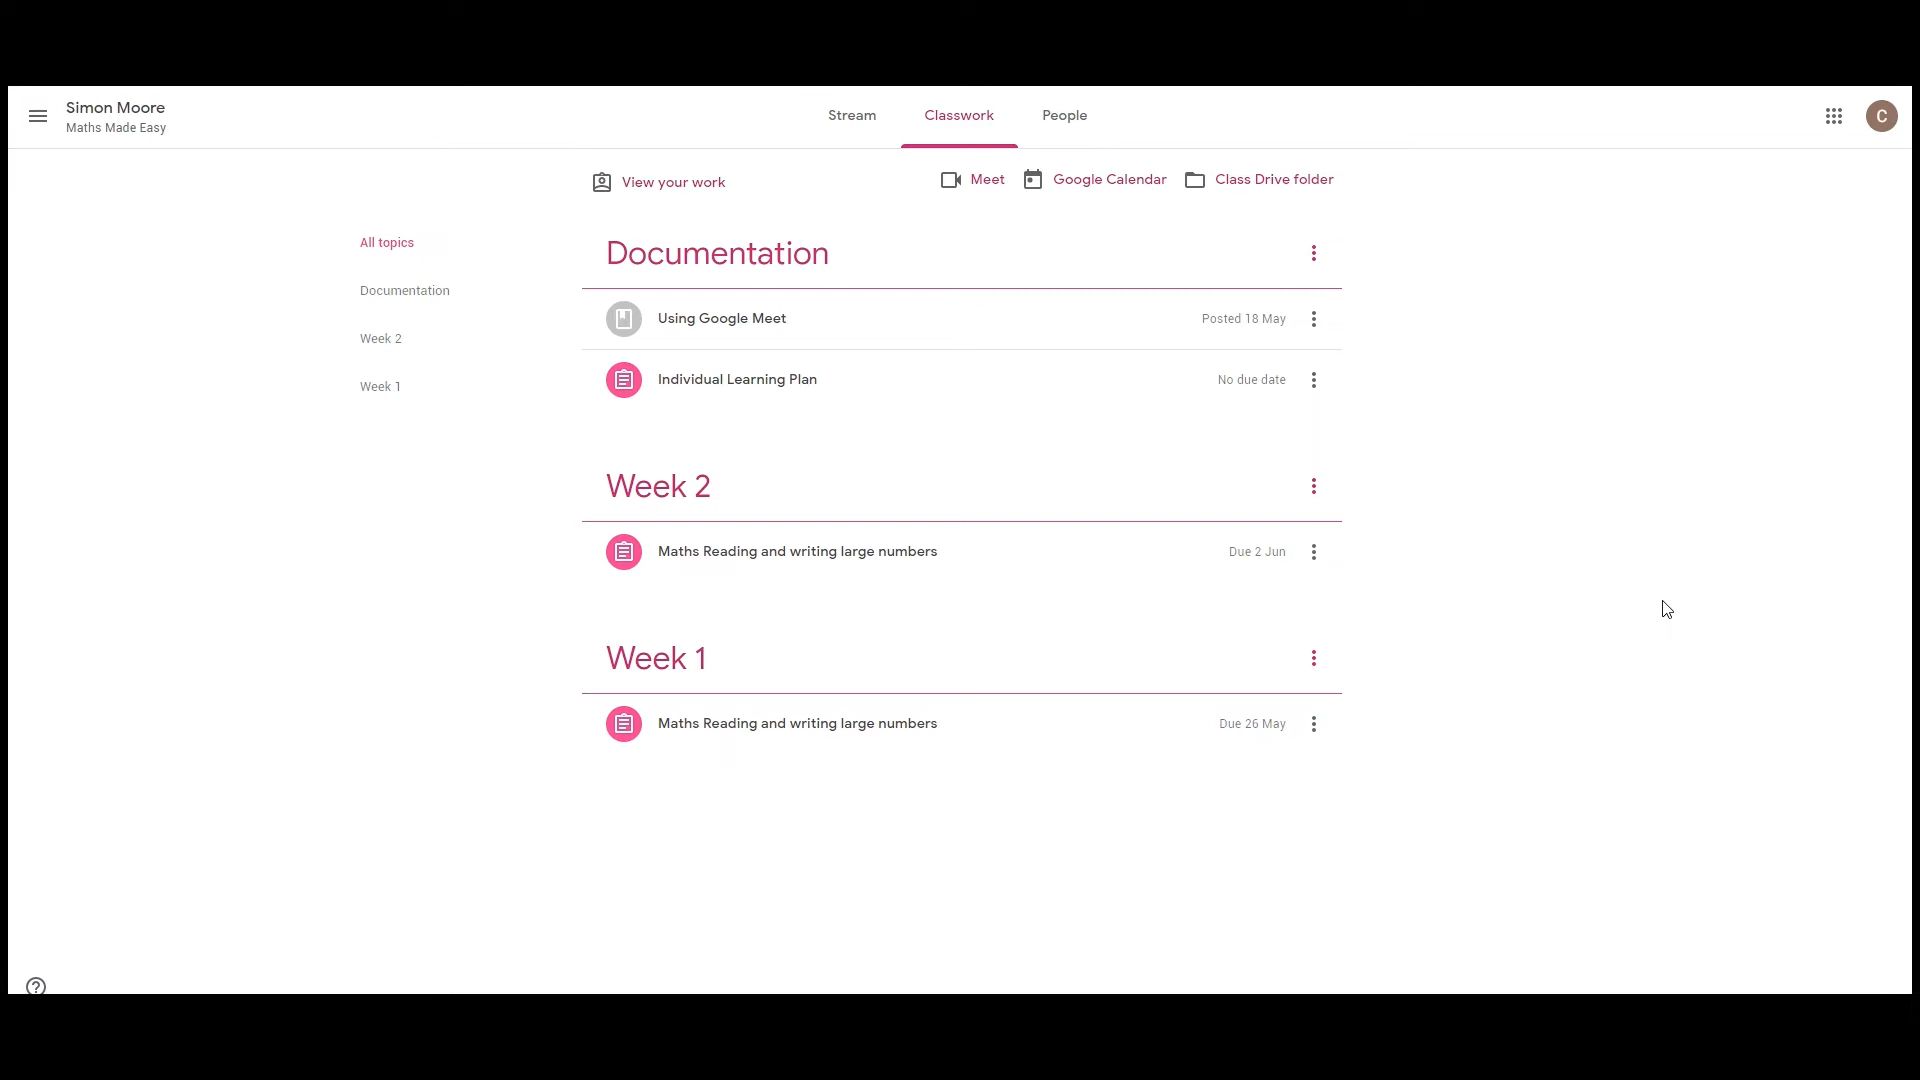 Simon Moore
Maths Made Easy
Stream
Classwork
People
C
View your work
Meet
Google Calendar
Class Drive folder
All topics
Documentation
Week 2
Week 1
Documentation
Using Google Meet
Posted 18 May
Individual Learning Plan
No due date
Week 2
Maths Reading and writing large numbers
Due 2 Jun
Week 1
Maths Reading and writing large numbers
Due 26 May